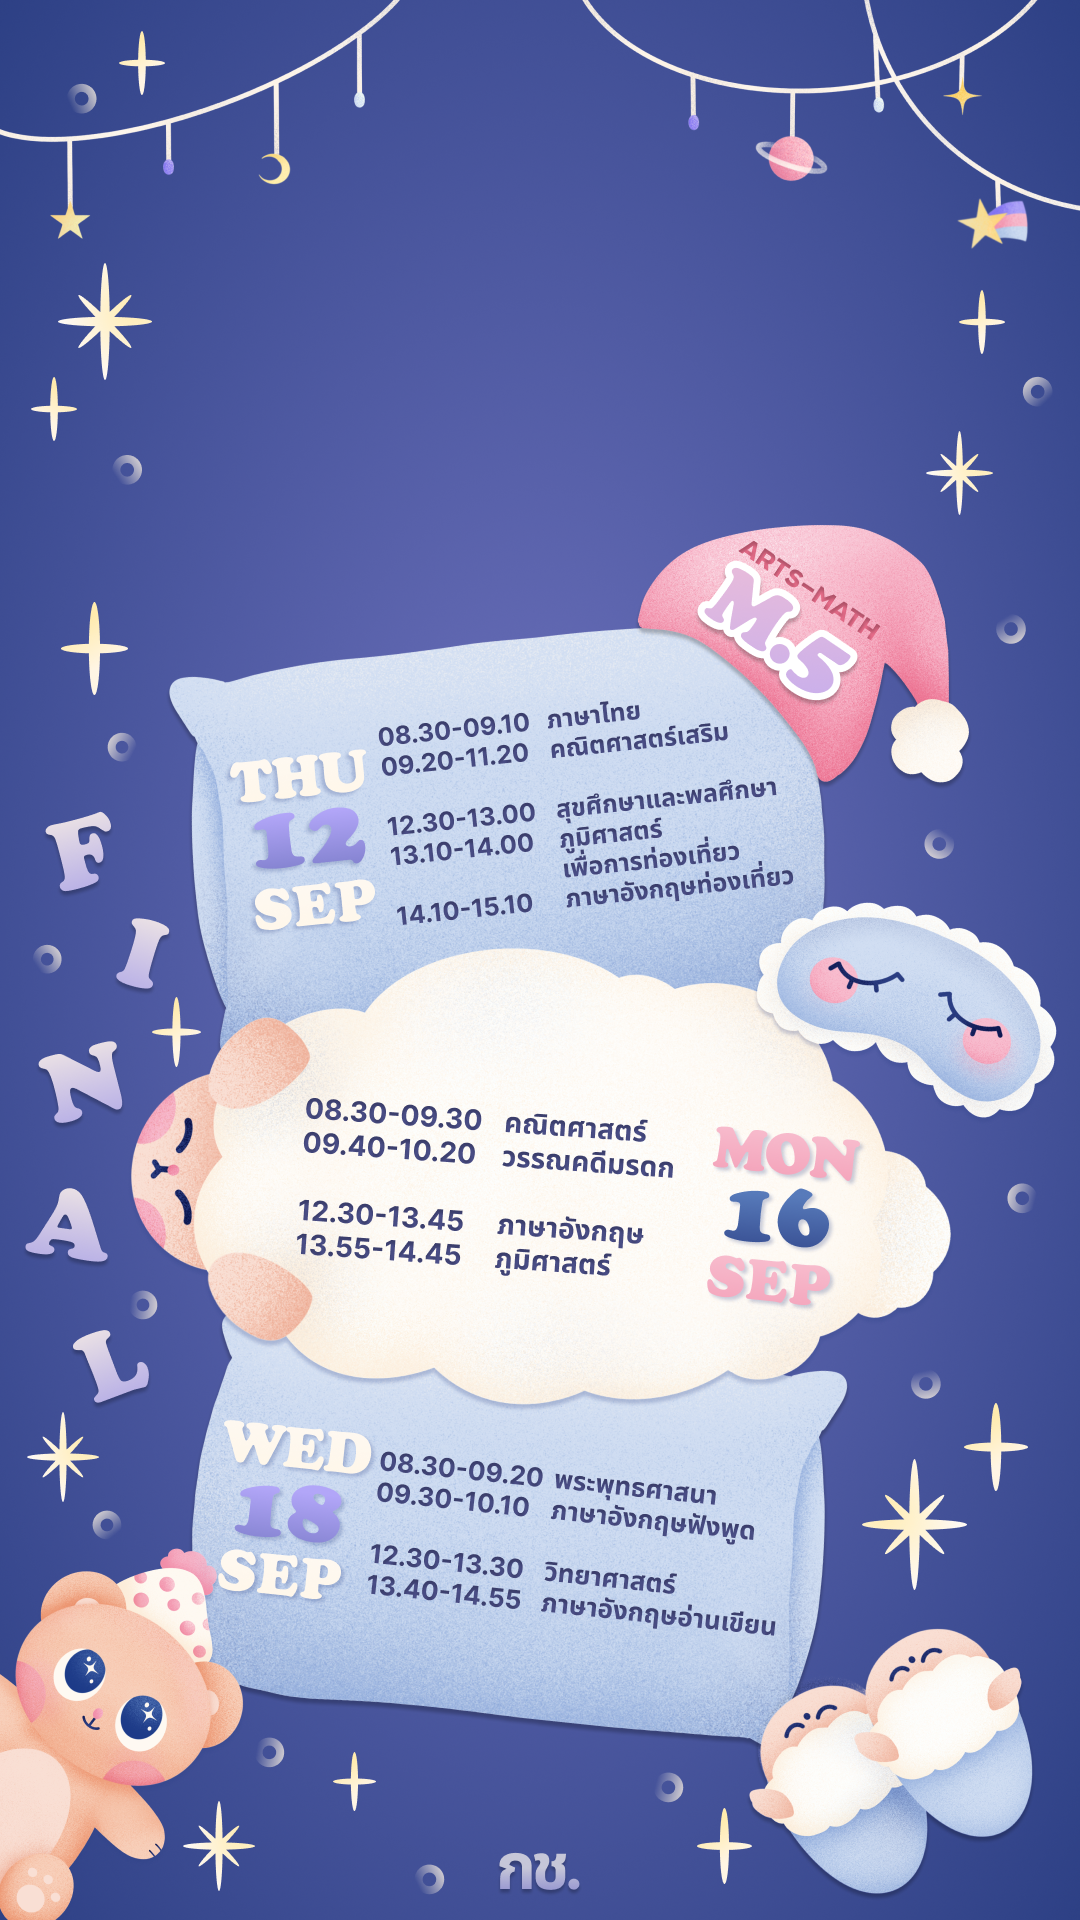 ARTS-MATH
M.5
FINAL
THU
12
SEP
08.30-09.10 ภาษาไทย
09.20-11.20 คณิตศาสตร์เสริม
12.30-13.00 สุขศึกษาและพลศึกษา
13.10-14.00 ภูมิศาสตร์
เพื่อการท่องเที่ยว
14.10-15.10 ภาษาอังกฤษท่องเที่ยว
08.30-09.30 คณิตศาสตร์
09.40-10.20 วรรณคดีมรดก
12.30-13.45 ภาษาอังกฤษ
13.55-14.45 ภูมิศาสตร์
MON
16
SEP
WED
18
SEP
08.30-09.20 พระพุทธศาสนา
09.30-10.10 ภาษาอังกฤษฟังพูด
12.30-13.30 วิทยาศาสตร์
13.40-14.55 ภาษาอังกฤษอ่านเขียน
กช.